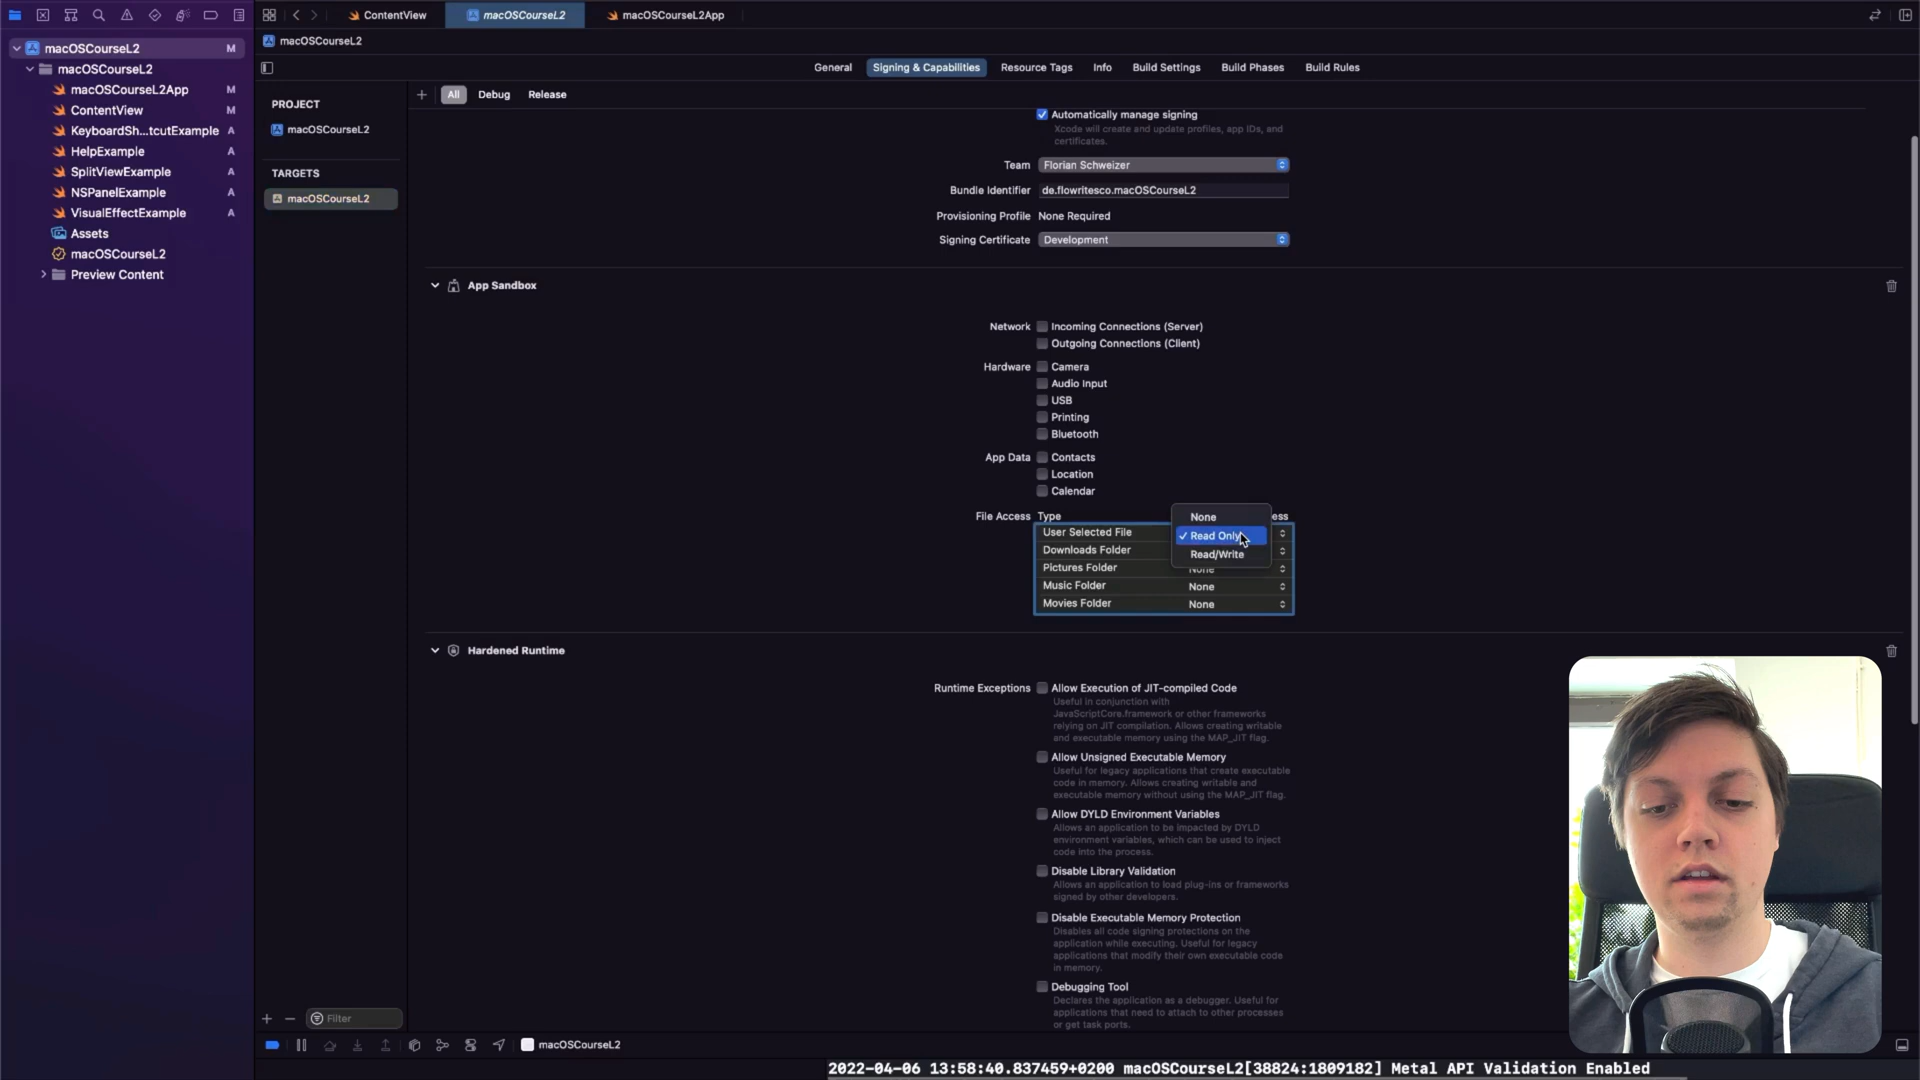 ContentView
macOSCourseL2
macOSCourseL2App
macOSCourseL2 M
macOSCourseL2
macOSCourseL2App M
ContentView M
KeyboardSh...tcutExample A
HelpExample A
SplitViewExample A
NSPanelExample A
VisualEffectExample A
Assets
macOSCourseL2
Preview Content
macOSCourseL2
General Signing & Capabilities Resource Tags Info Build Settings Build Phases Build Rules
PROJECT
macOSCourseL2
TARGETS
macOSCourseL2
All Debug Release
Automatically manage signing
Xcode will create and update profiles, app IDs, and
certificates.
Team Florian Schweizer
Bundle Identifier de.flowritesco.macOSCourseL2
Provisioning Profile None Required
Signing Certificate Development
App Sandbox
Network Incoming Connections (Server)
Outgoing Connections (Client)
Hardware Camera
Audio Input
USB
Printing
Bluetooth
App Data Contacts
Location
Calendar
File Access Type ess
None
User Selected File
Read Only
Downloads Folder
Read/Write
Pictures Folder None
Music Folder None
Movies Folder None
Hardened Runtime
Runtime Exceptions Allow Execution of JIT-compiled Code
Useful in conjunction with
JavaScriptCore.framework or other frameworks
relying on JIT compilation. Allows creating writable
and executable memory using the MAP_JIT flag.
Allow Unsigned Executable Memory
Useful for legacy applications that create executable
code in memory. Allows creating writable and
executable memory without using the MAP_JIT flag.
Allow DYLD Environment Variables
Allows an application to be impacted by DYLD
environment variables, which can be used to inject
code into the process.
Disable Library Validation
Allows an application to load plug-ins or frameworks
signed by other developers.
Disable Executable Memory Protection
Disables all code signing protections on the
application while executing. Useful for legacy
applications that modify their own executable code
in memory.
Debugging Tool
Declares the application as a debugger. Useful for
applications that need to attach to other processes
or get task ports.
Filter
macOSCourseL2
2022-04-06 13:58:40.837459+0200 macOSCourseL2[38824:1809182] Metal API Validation Enabled